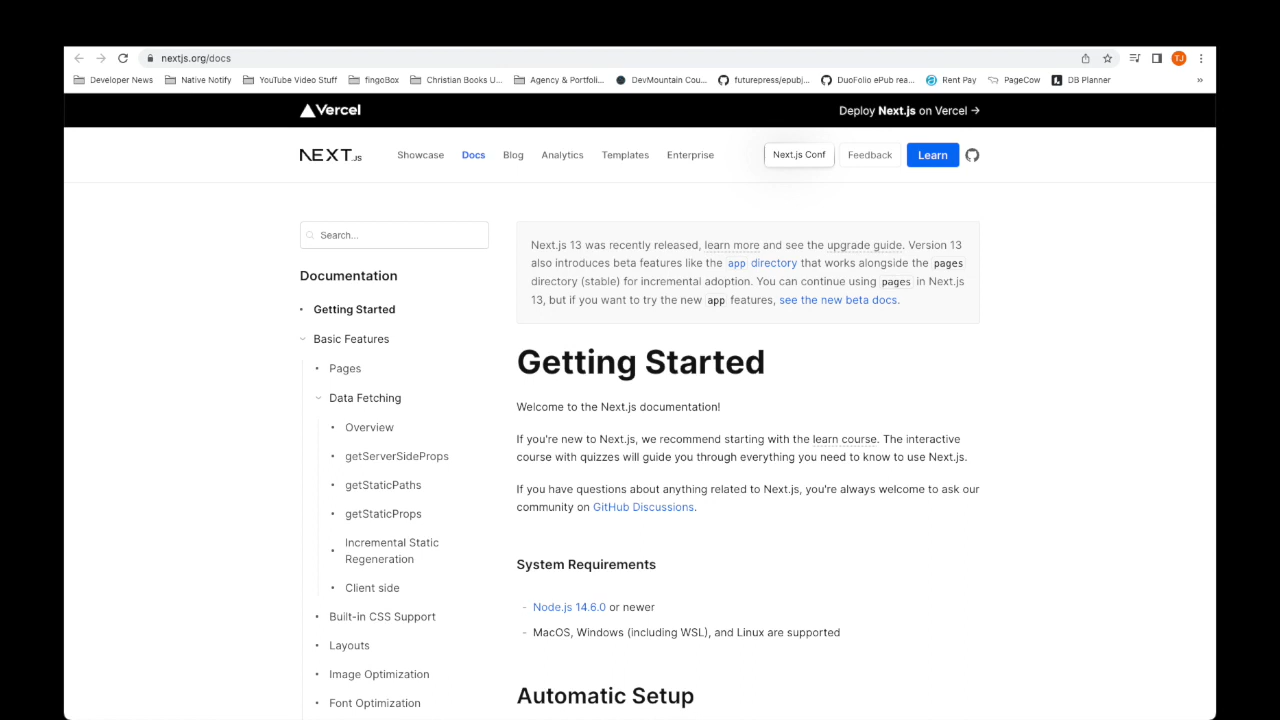 nextjs.org/docs
TJ
Developer News Native Notify YouTube Video Stuff fingoBox Christian Books U... Agency & Portfoli... DevMountain Cou... futurepress/epubj... DuoFolio ePub rea... Rent Pay PageCow DB Planner »
Vercel Deploy Next.js on Vercel →
NEXT.JS Showcase Docs Blog Analytics Templates Enterprise Next.js Conf Feedback Learn
Search...
Documentation
Getting Started
Basic Features
Pages
Data Fetching
Overview
getServerSideProps
getStaticPaths
getStaticProps
Incremental Static
Regeneration
Client side
Built-in CSS Support
Layouts
Image Optimization
Font Optimization
Next.js 13 was recently released, learn more and see the upgrade guide. Version 13
also introduces beta features like the app directory that works alongside the pages
directory (stable) for incremental adoption. You can continue using pages in Next.js
13, but if you want to try the new app features, see the new beta docs.
Getting Started
Welcome to the Next.js documentation!
If you're new to Next.js, we recommend starting with the learn course. The interactive
course with quizzes will guide you through everything you need to know to use Next.js.
If you have questions about anything related to Next.js, you're always welcome to ask our
community on GitHub Discussions.
System Requirements
- Node.js 14.6.0 or newer
- MacOS, Windows (including WSL), and Linux are supported
Automatic Setup